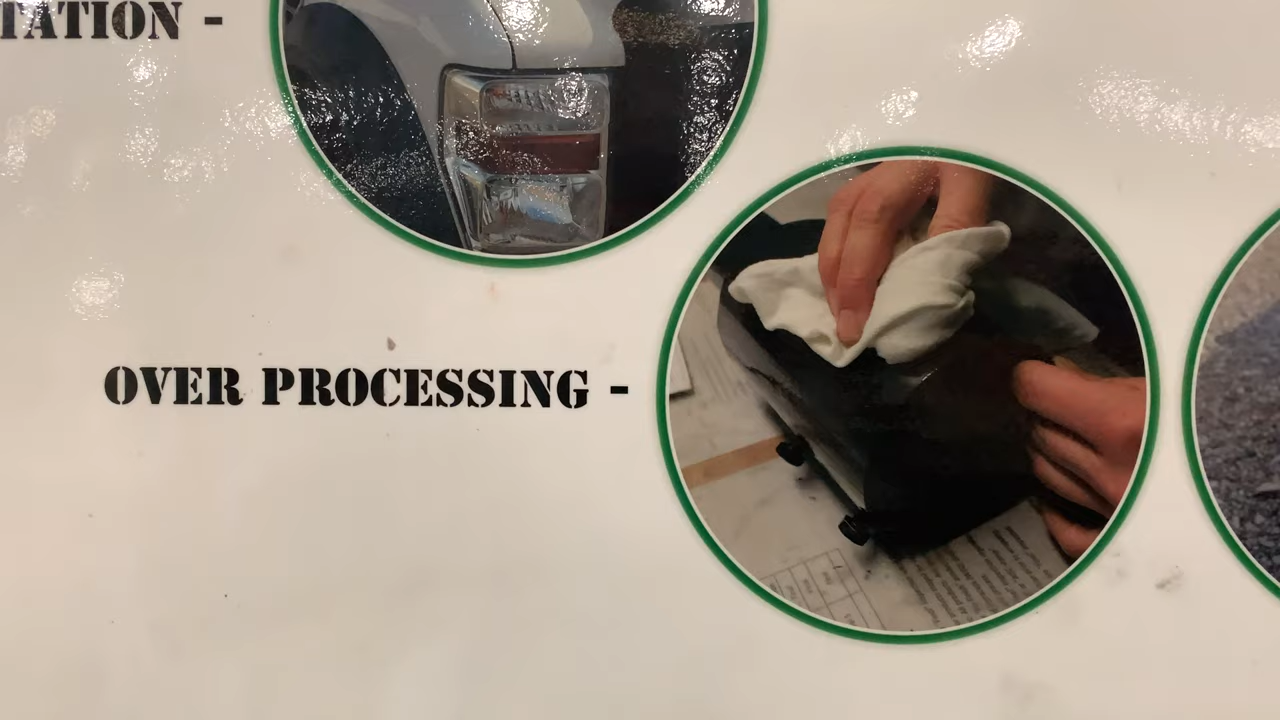 TATION -
OVER PROCESSING -